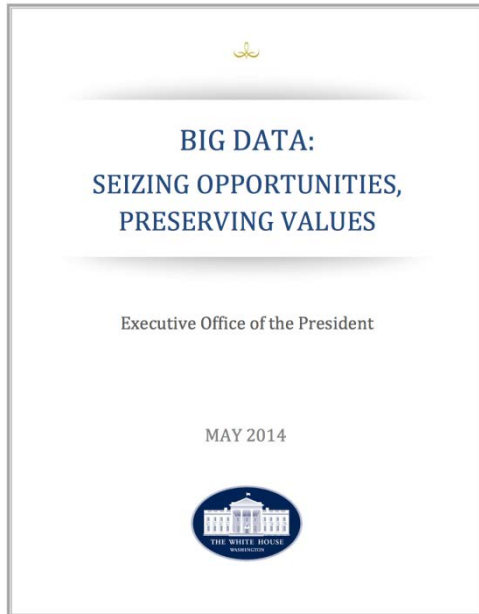 BIG DATA:
SEIZING OPPORTUNITIES,
PRESERVING VALUES
Executive Office of the President
MAY 2014
THE WHITE HOUSE
WASHINGTON